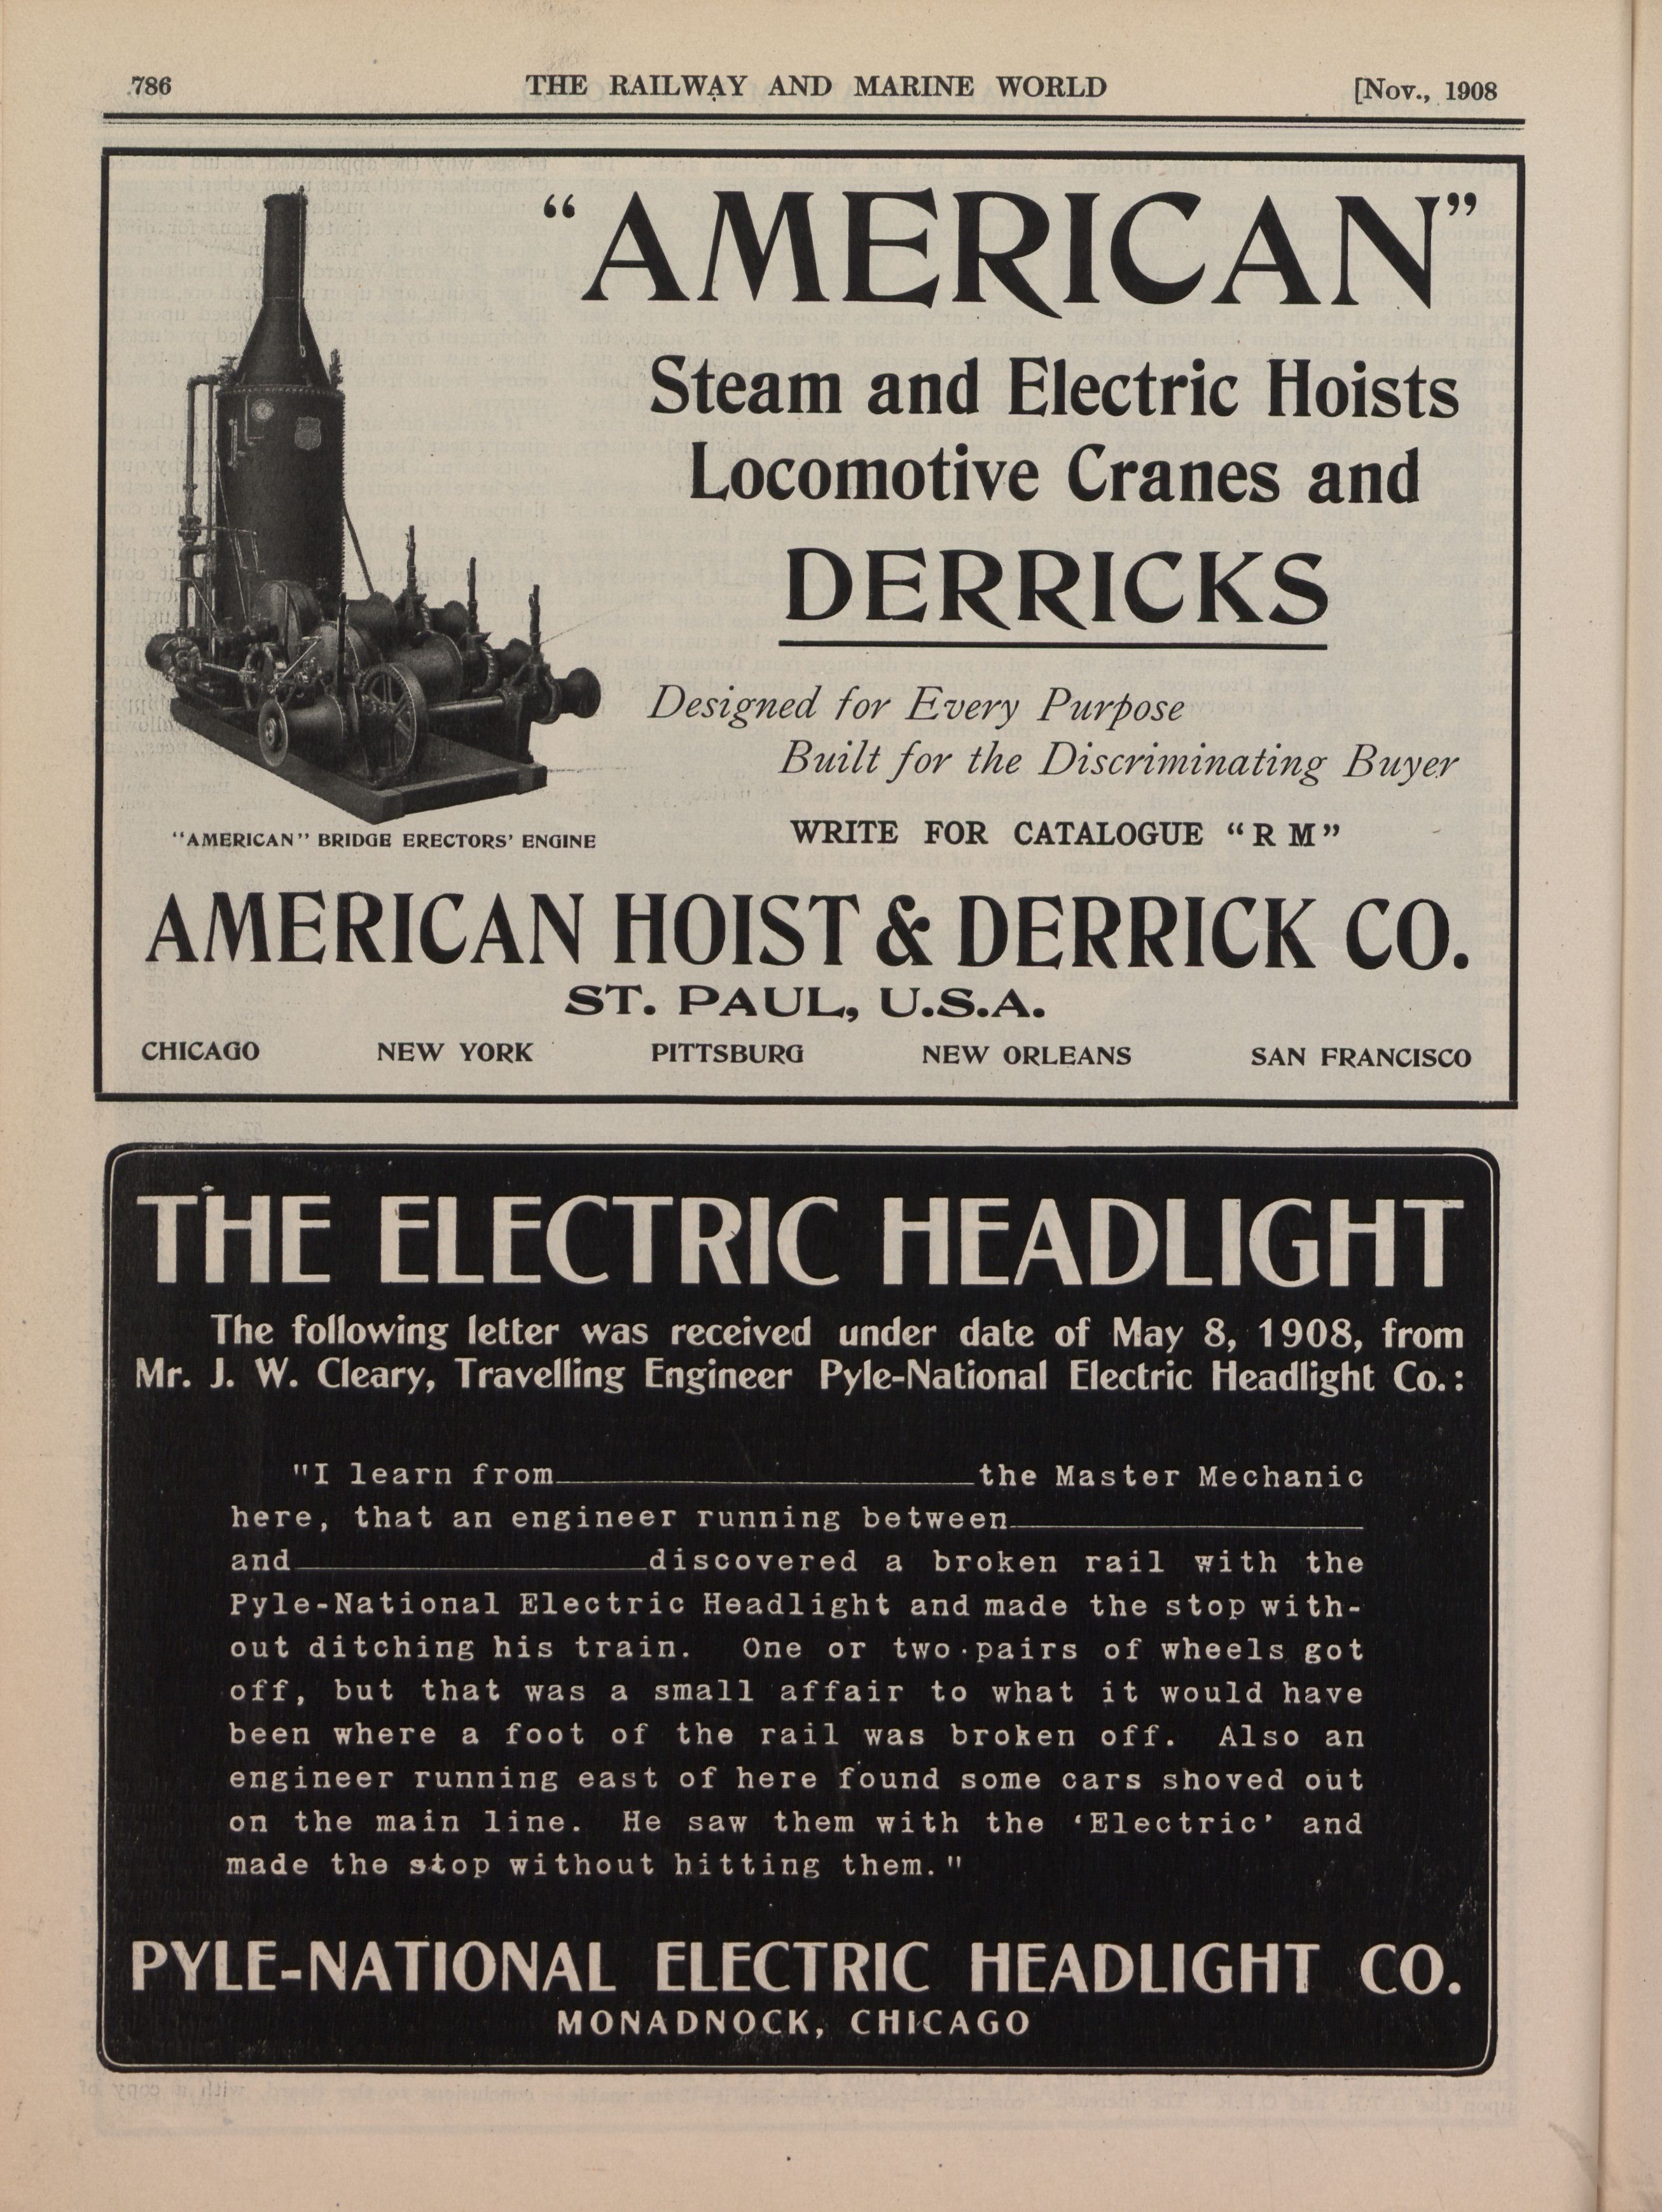 786 THE RAILWAY AND MARINE WORLD [Nov., 1908
"AMERICAN"
Steam and Electric Hoists
Locomotive Cranes and
DERRICKS
Designed for Every Purpose
Built for the Discriminating Buyer
WRITE FOR CATALOGUE "R M"
"AMERICAN" BRIDGE ERECTORS' ENGINE
AMERICAN HOIST & DERRICK CO.
ST. PAUL, U.S.A.
CHICAGO NEW YORK PITTSBURG NEW ORLEANS SAN FRANCISCO
THE ELECTRIC HEADLIGHT
The following letter was received under date of May 8, 1908, from
Mr. J. W. Cleary, Travelling Engineer Pyle-National Electric Headlight Co.:
"I learn from____________________the Master Mechanic
here, that an engineer running between_________________
and_________________discovered a broken rail with the
Pyle-National Electric Headlight and made the stop with-
out ditching his train. One or two pairs of wheels got
off, but that was a small affair to what it would have
been where a foot of the rail was broken off. Also an
engineer running east of here found some cars shoved out
on the main line. He saw them with the 'Electric' and
made the stop without hitting them."
PYLE-NATIONAL ELECTRIC HEADLIGHT CO.
MONADNOCK, CHICAGO